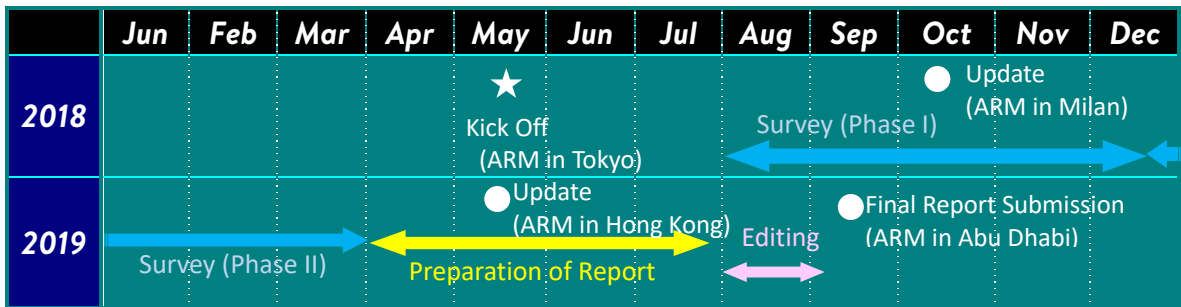 Jun Feb Mar Apr May Jun Jul Aug Sep Oct Nov Dec
2018
Kick Off
(ARM in Tokyo)
Survey (Phase I)
Update
(ARM in Milan)
2019
Survey (Phase II)
Update
(ARM in Hong Kong)
Preparation of Report
Editing
Final Report Submission
(ARM in Abu Dhabi)